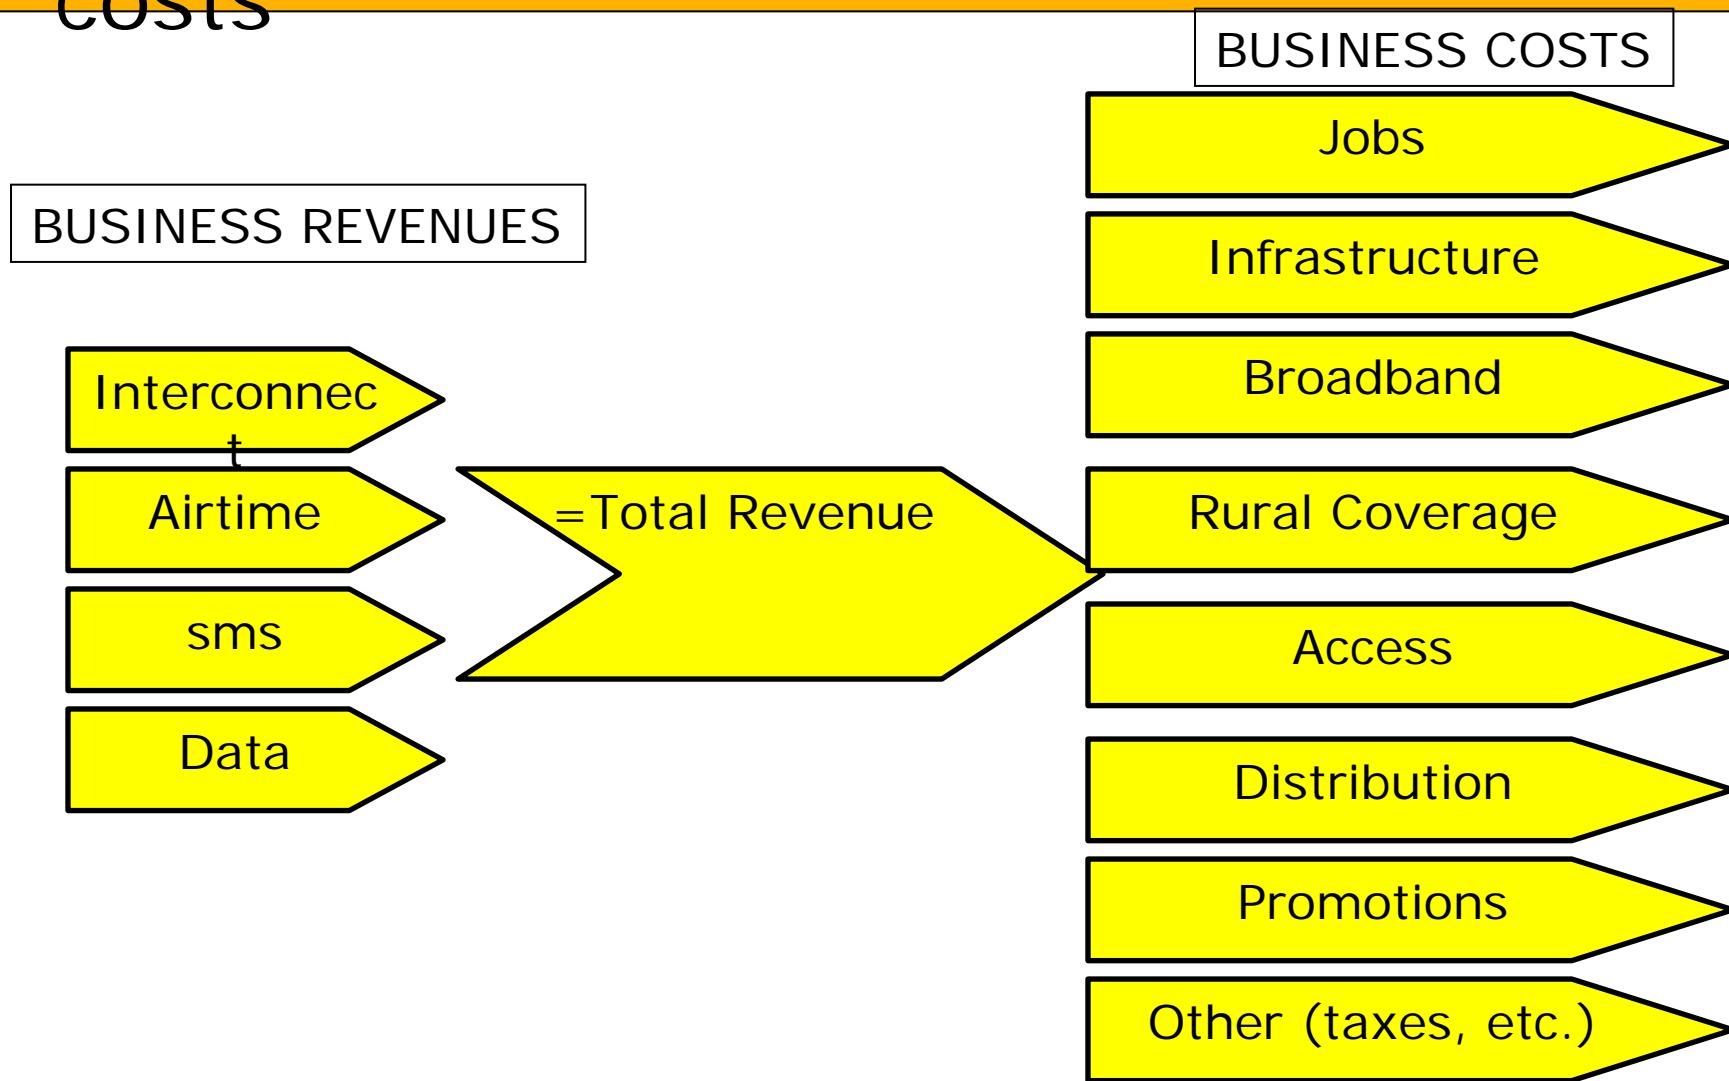 costs
BUSINESS COSTS
BUSINESS REVENUES
Jobs
Infrastructure
Broadband
Interconnec
t
Airtime
=Total Revenue
Rural Coverage
sms
Access
Data
Distribution
Promotions
Other (taxes, etc.)